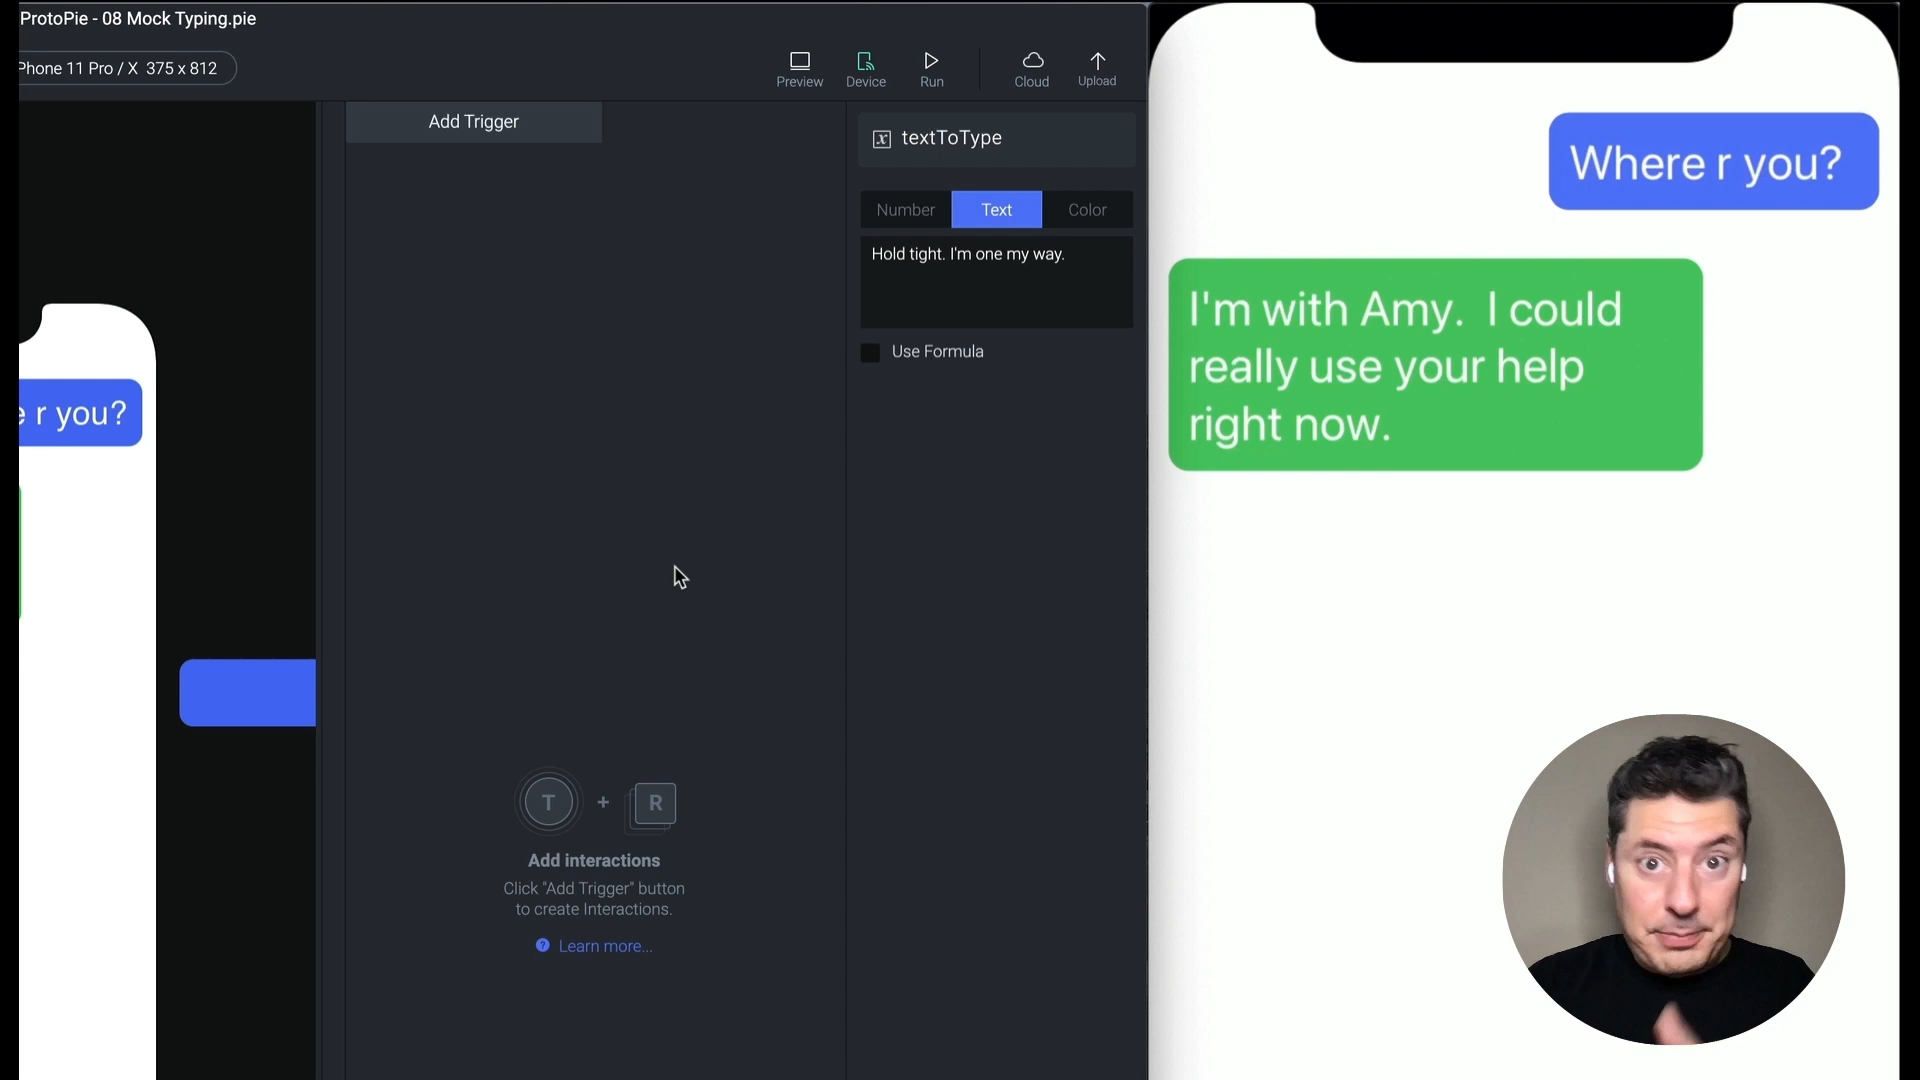 ProtoPie - 08 Mock Typing.pie
Phone 11 Pro / X 375 x 812
Preview
Device
Run
Cloud
Upload
Add Trigger
textToType
Number
Text
Color
Hold tight. I'm one my way.
Use Formula
r you?
T + R
Add interactions
Click "Add Trigger" button
to create Interactions.
? Learn more...
Where r you?
I'm with Amy. I could
really use your help
right now.